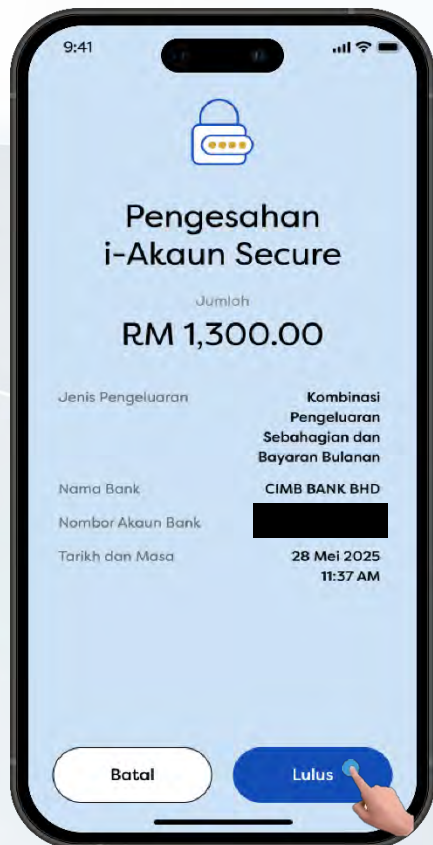 9:41
Pengesahan
i-Akaun Secure
Jumlah
RM 1,300.00
Jenis Pengeluaran
Kombinasi
Pengeluaran
Sebahagian dan
Bayaran Bulanan
Nama Bank
CIMB BANK BHD
Nombor Akaun Bank
Tarikh dan Masa
28 Mei 2025
11:37 AM
Batal
Lulus